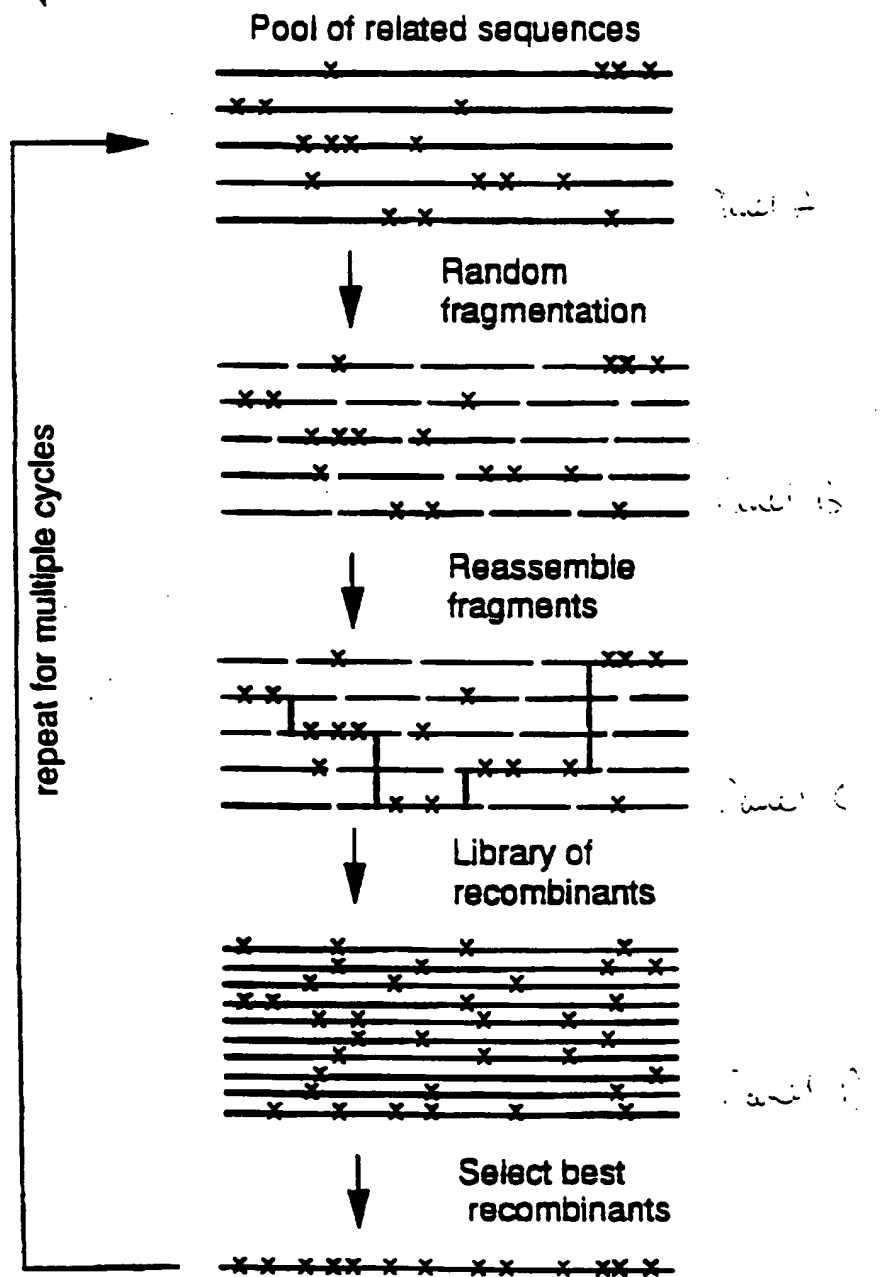 Pool of related sequences
Random
fragmentation
Reassemble
fragments
repeat for multiple cycles
Library of
recombinants
Select best
recombinants